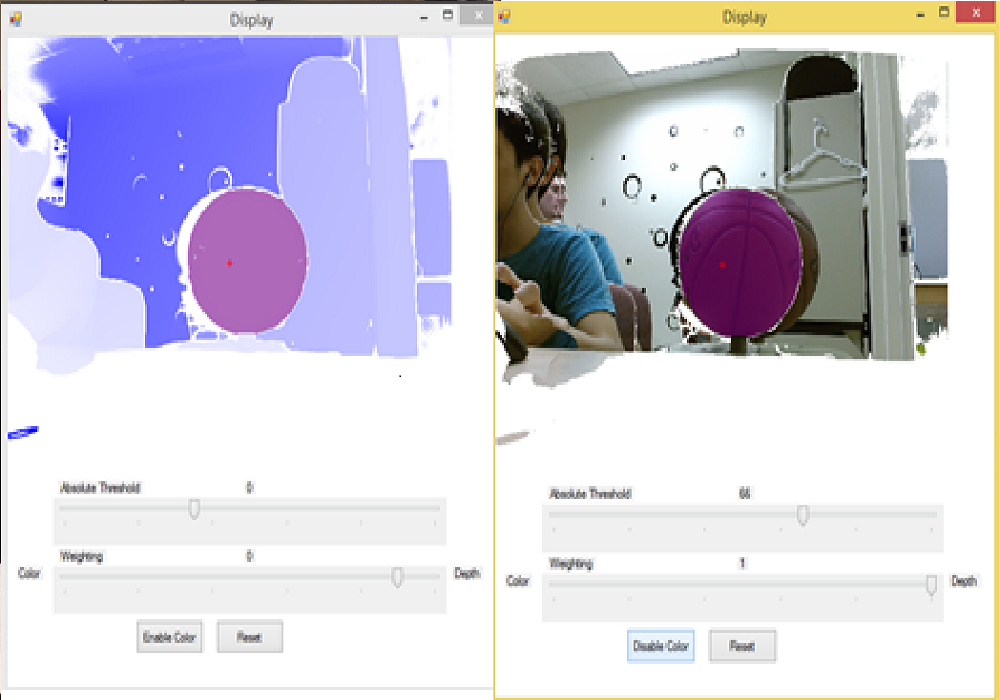 Display
Absolute Threshold 0
Weighting 0
Color Depth
Enable Color Reset
Display
Absolute Threshold 66
Weighting 1
Color Depth
Disable Color Reset